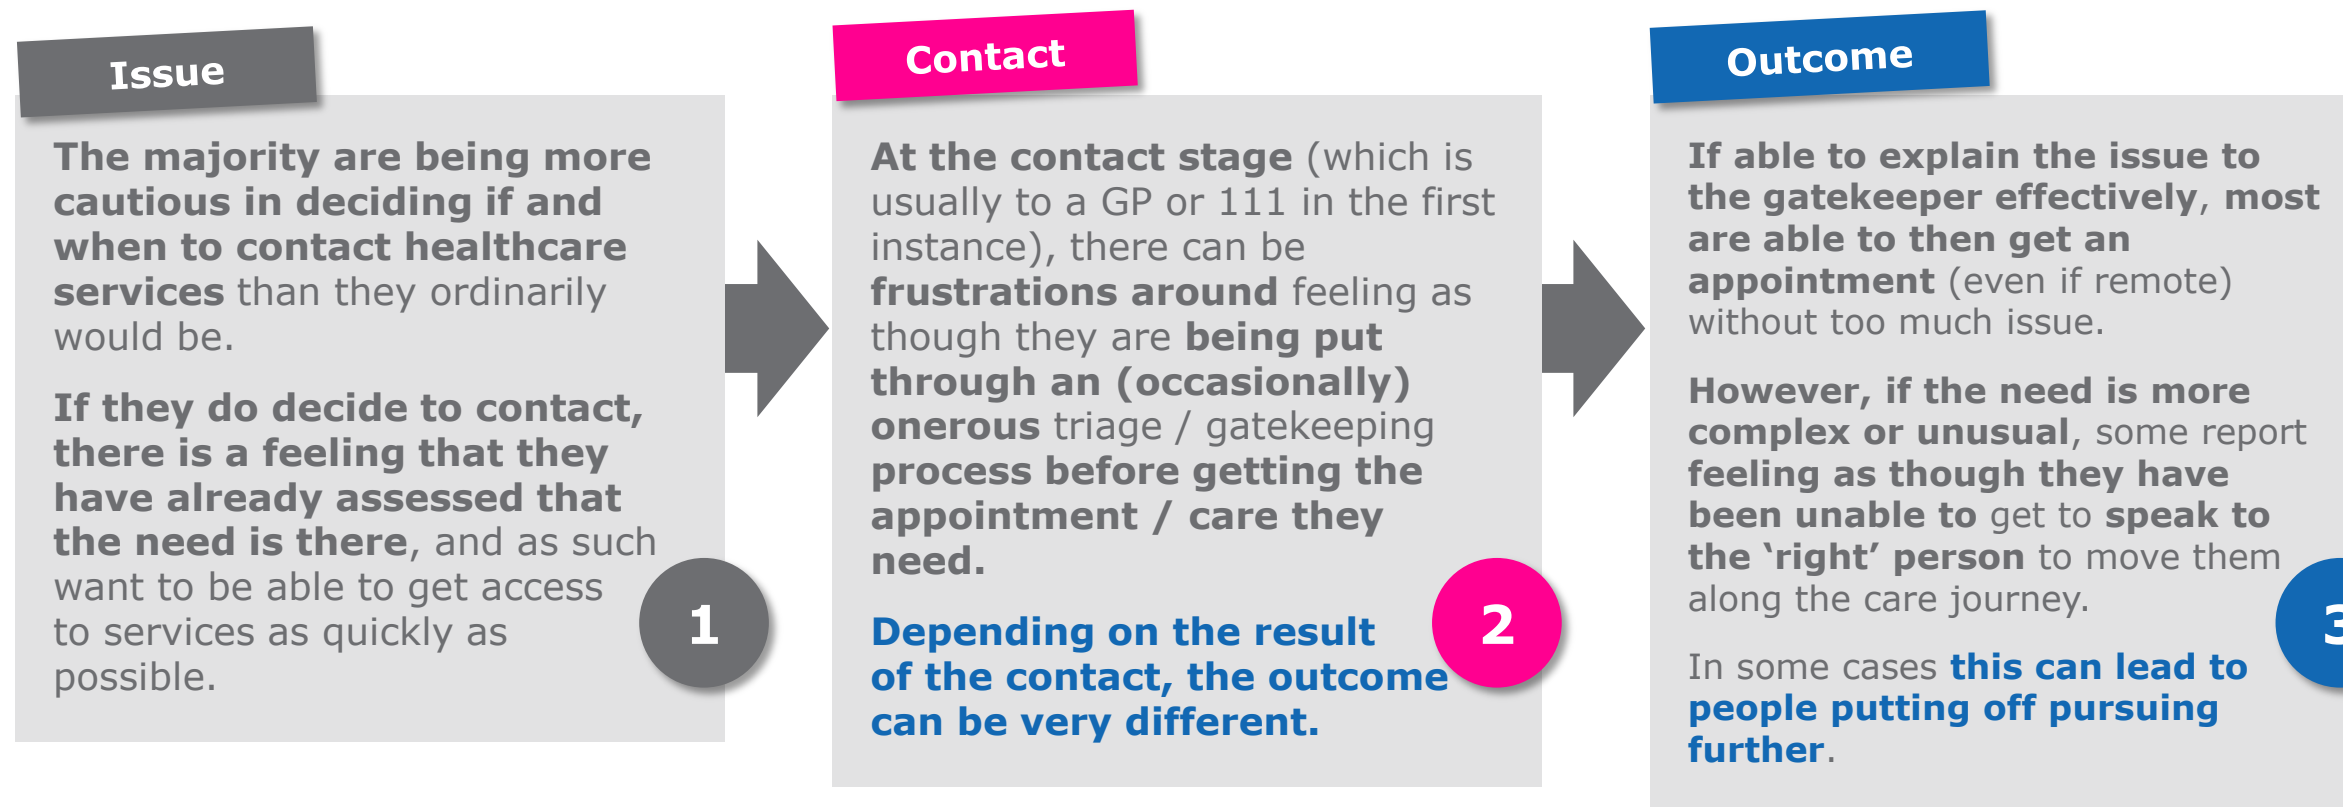 Issue
The majority are being more
cautious in deciding if and
when to contact healthcare
services than they ordinarily
would be.
If they do decide to contact,
there is a feeling that they
have already assessed that
the need is there, and as such
want to be able to get access
to services as quickly as
possible.
1
Contact
At the contact stage (which is
usually to a GP or 111 in the first
instance), there can be
frustrations around feeling as
though they are being put
through an (occasionally)
onerous triage / gatekeeping
process before getting the
appointment / care they
need.
Depending on the result
of the contact, the outcome
can be very different.
2
Outcome
If able to explain the issue to
the gatekeeper effectively, most
are able to then get an
appointment (even if remote)
without too much issue.
However, if the need is more
complex or unusual, some report
feeling as though they have
been unable to get to speak to
the ‘right’ person to move them
along the care journey.
In some cases this can lead to
people putting off pursuing
further.
3